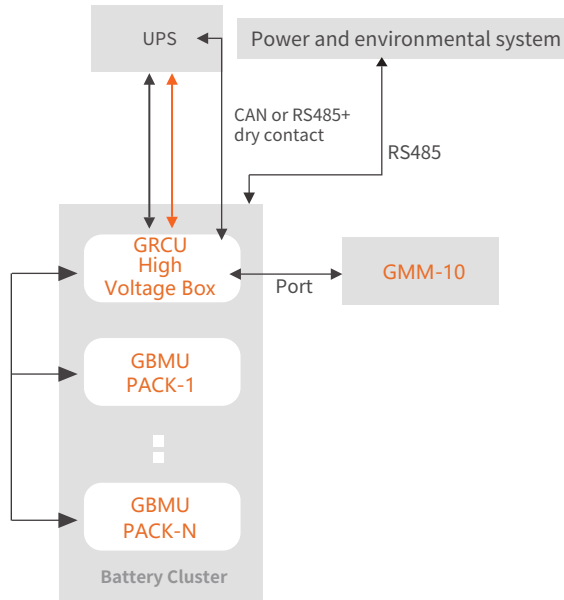 UPS
Power and environmental system
CAN or RS485+
dry contact
RS485
GRCU
High
Voltage Box
Port
GMM-10
GBMU
PACK-1
GBMU
PACK-N
Battery Cluster